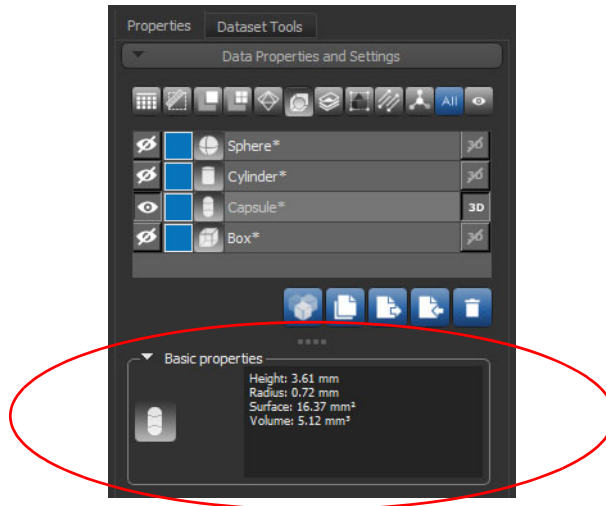 Properties
Dataset Tools
Data Properties and Settings
All
Sphere*
Cylinder*
Capsule*
3D
Box*
Basic properties
Height: 3.61 mm
Radius: 0.72 mm
Surface: 16.37 mm²
Volume: 5.12 mm³